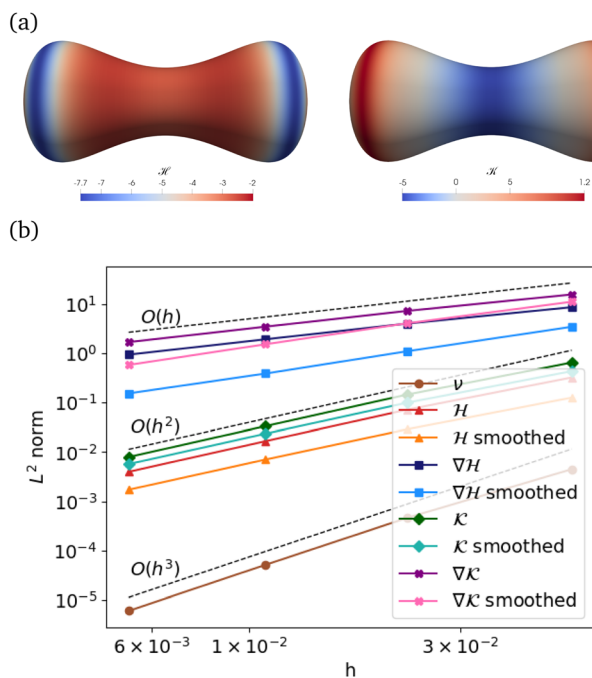 (a)
ℋ
-7.7 -7 -6 -5 -4 -3 -2
𝒦
-5 0 5 1.2
(b)
10¹
10⁰
10⁻¹
10⁻²
10⁻³
10⁻⁴
10⁻⁵
L² norm
O(h)
O(h²)
O(h³)
ν
ℋ
ℋ smoothed
∇ℋ
∇ℋ smoothed
𝒦
𝒦 smoothed
∇𝒦
∇𝒦 smoothed
6 × 10⁻³ 1 × 10⁻² 3 × 10⁻²
h